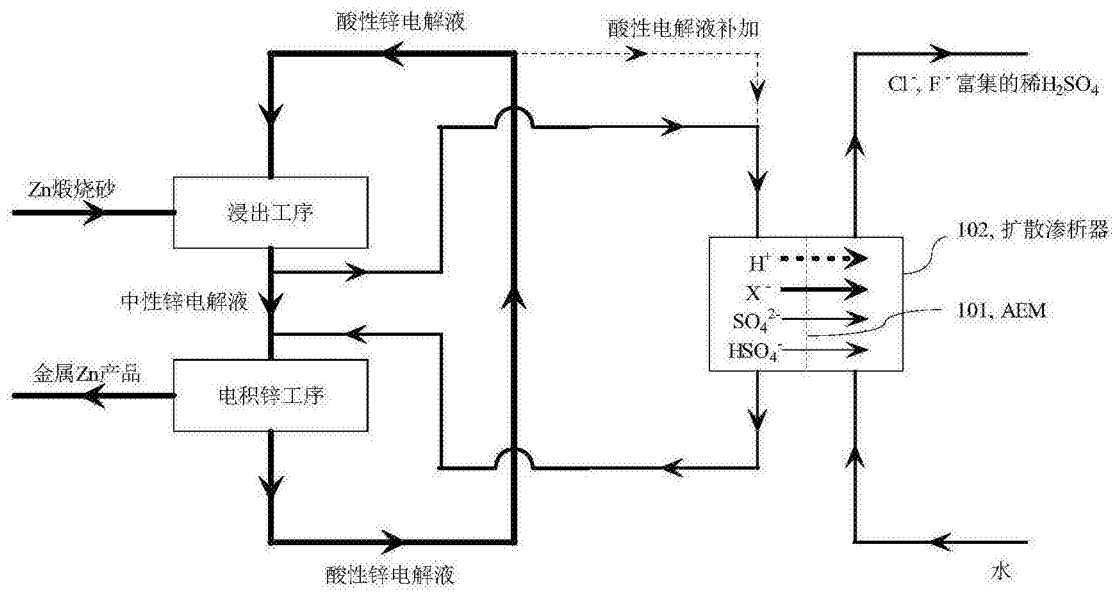 酸性锌电解液
酸性电解液补加
Cl⁻, F⁻富集的稀H₂SO₄
Zn煅烧砂
浸出工序
102, 扩散渗析器
H⁺
X⁻
中性锌电解液
SO₄²⁻
101, AEM
HSO₄⁻
金属Zn产品
电积锌工序
酸性锌电解液
水